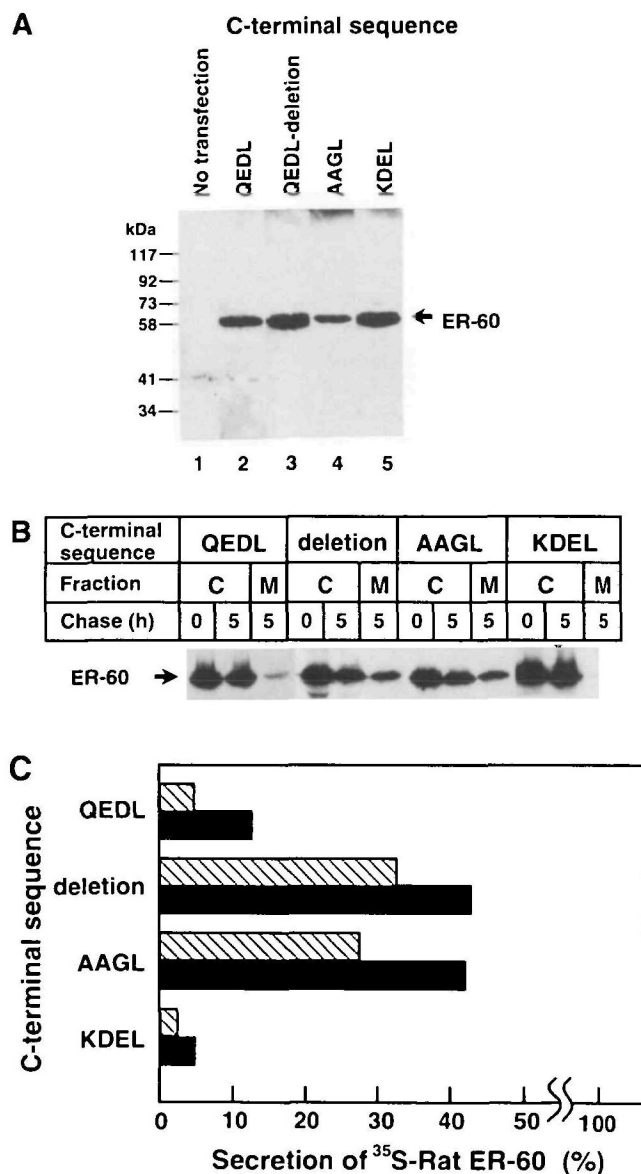 A
C-terminal sequence
No transfection
QEDL
QEDL-deletion
AAGL
KDEL
kDa
117
92
73
58
41
34
ER-60
1 2 3 4 5
B
C-terminal sequence QEDL deletion AAGL KDEL
Fraction C M C M C M C M
Chase (h) 0 5 5 0 5 5 0 5 5 0 5 5
ER-60
C
C-terminal sequence
QEDL
deletion
AAGL
KDEL
0 10 20 30 40 50 100
Secretion of ³⁵S-Rat ER-60 (%)